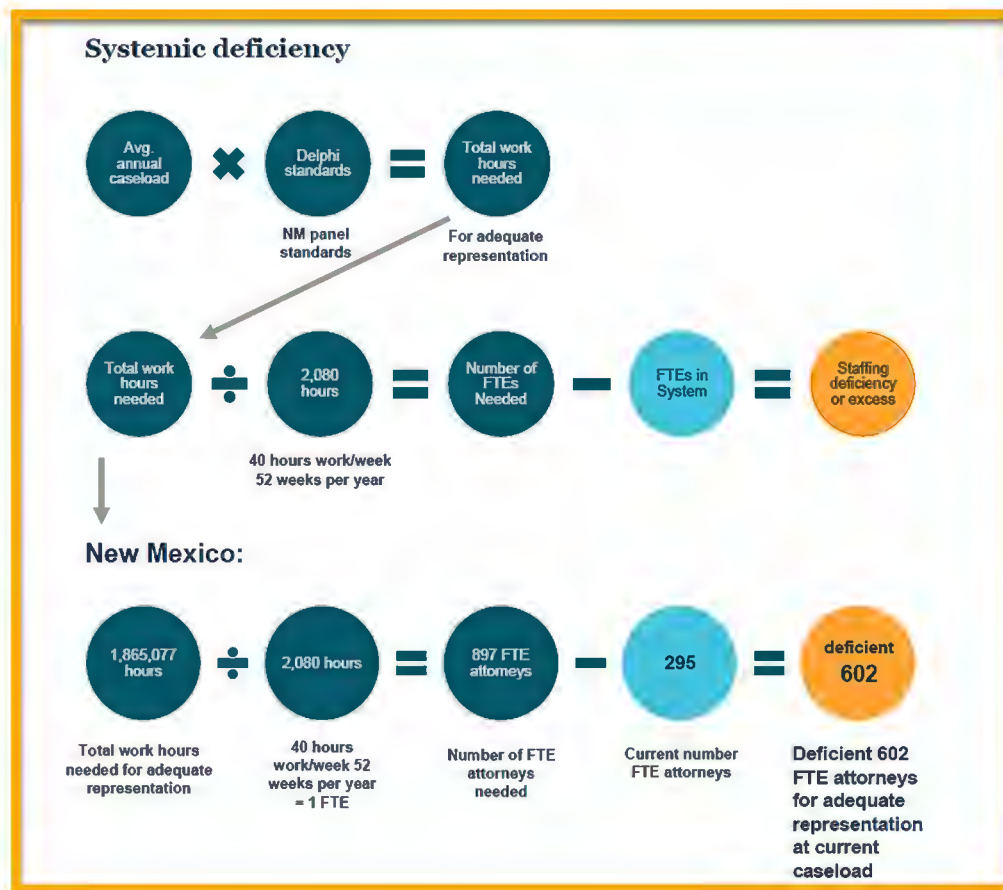 Systemic deficiency
Avg.
annual
caseload
×
Delphi
standards
=
Total work
hours
needed
NM panel
standards
For adequate
representation
Total work
hours
needed
÷
2,080
hours
=
Number of
FTEs
Needed
−
FTEs in
System
=
Staffing
deficiency
or excess
40 hours work/week
52 weeks per year
New Mexico:
1,865,077
hours
÷
2,080 hours
=
897 FTE
attorneys
−
295
=
deficient
602
Total work hours
needed for adequate
representation
40 hours
work/week 52
weeks per year
= 1 FTE
Number of FTE
attorneys
needed
Current number
FTE attorneys
Deficient 602
FTE attorneys
for adequate
representation
at current
caseload